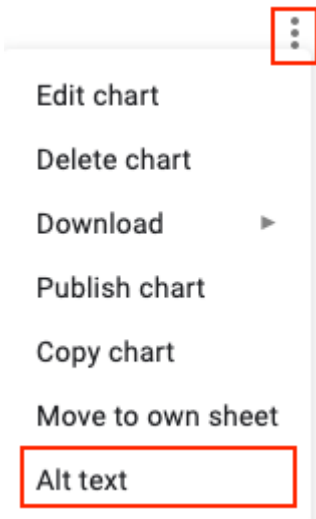 Edit chart
Delete chart
Download
Publish chart
Copy chart
Move to own sheet
Alt text